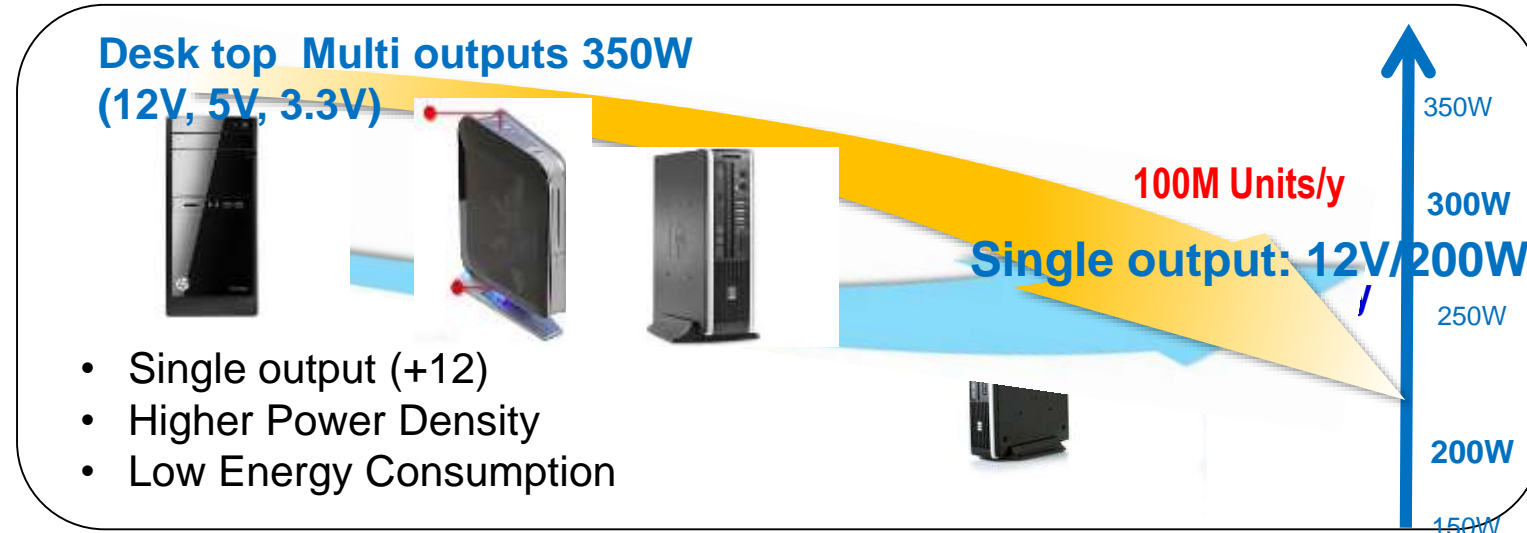 Desk top Multi outputs 350W
(12V, 5V, 3.3V)
350W
100M Units/y
300W
Single output: 12V/200W
250W
• Single output (+12)
• Higher Power Density
• Low Energy Consumption
200W
150W